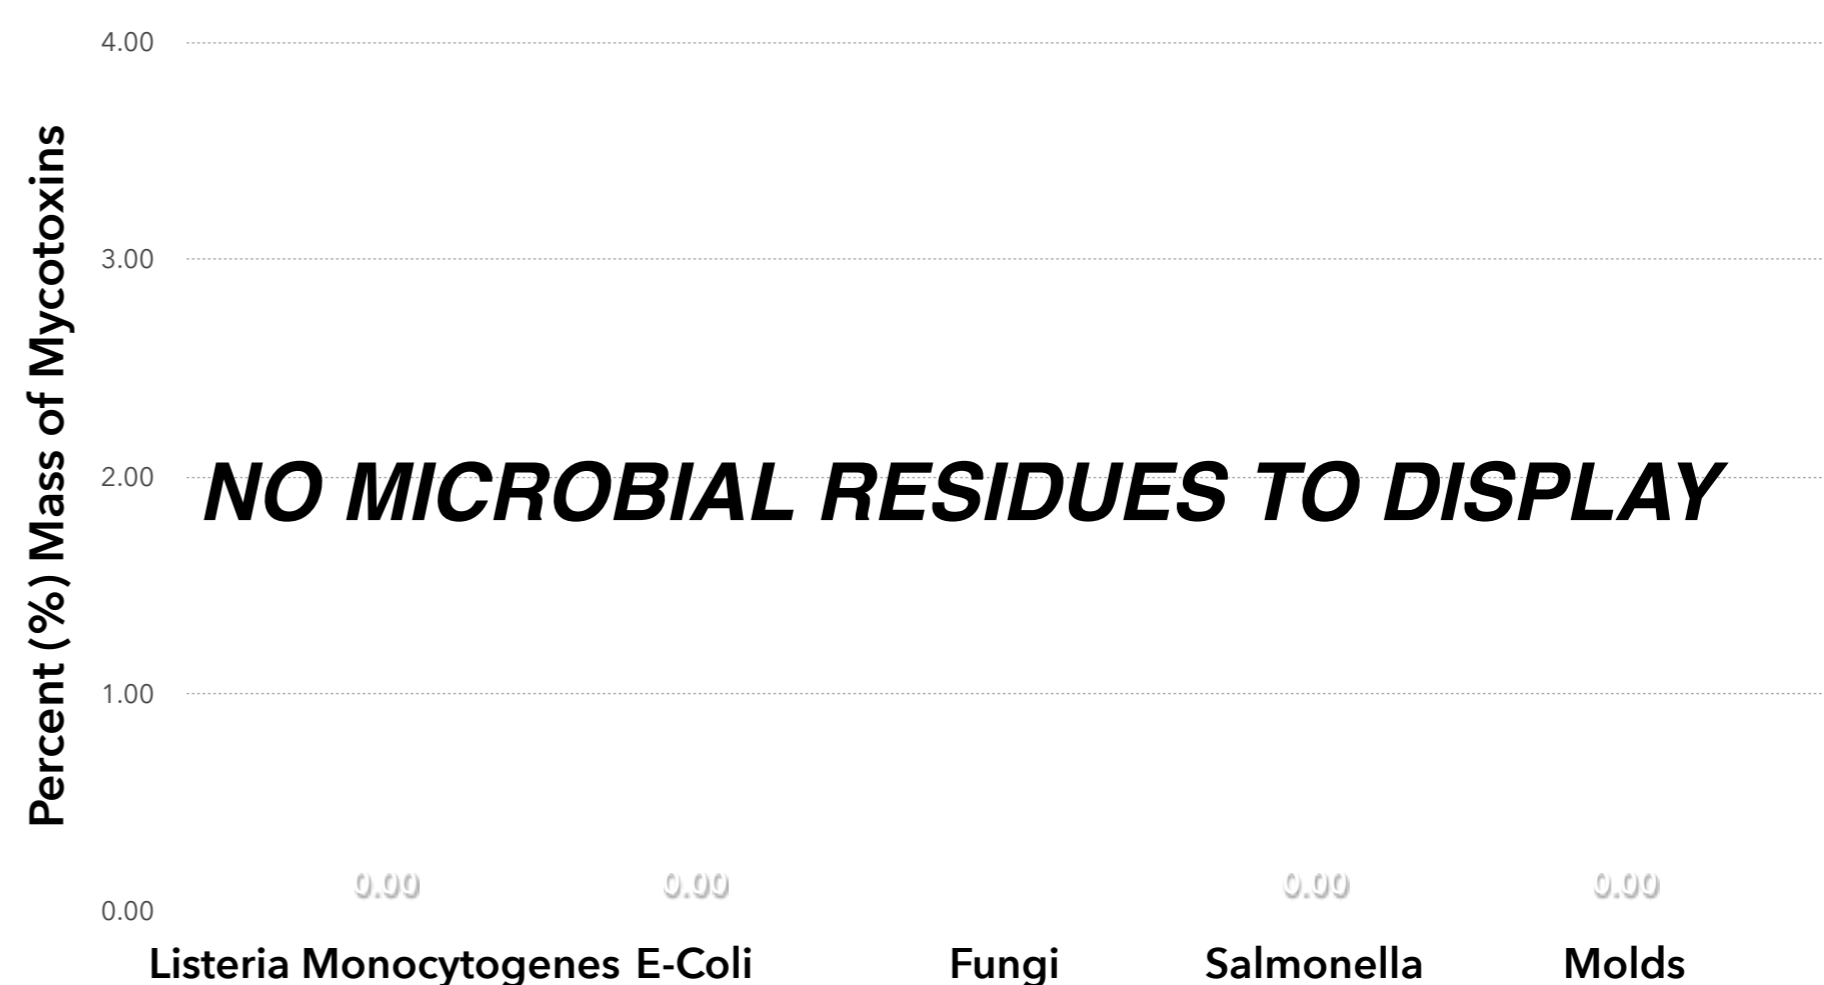 4.00
3.00
2.00
1.00
0.00
Percent (%) Mass of Mycotoxins
NO MICROBIAL RESIDUES TO DISPLAY
0.00 0.00 0.00 0.00
Listeria Monocytogenes E-Coli Fungi Salmonella Molds